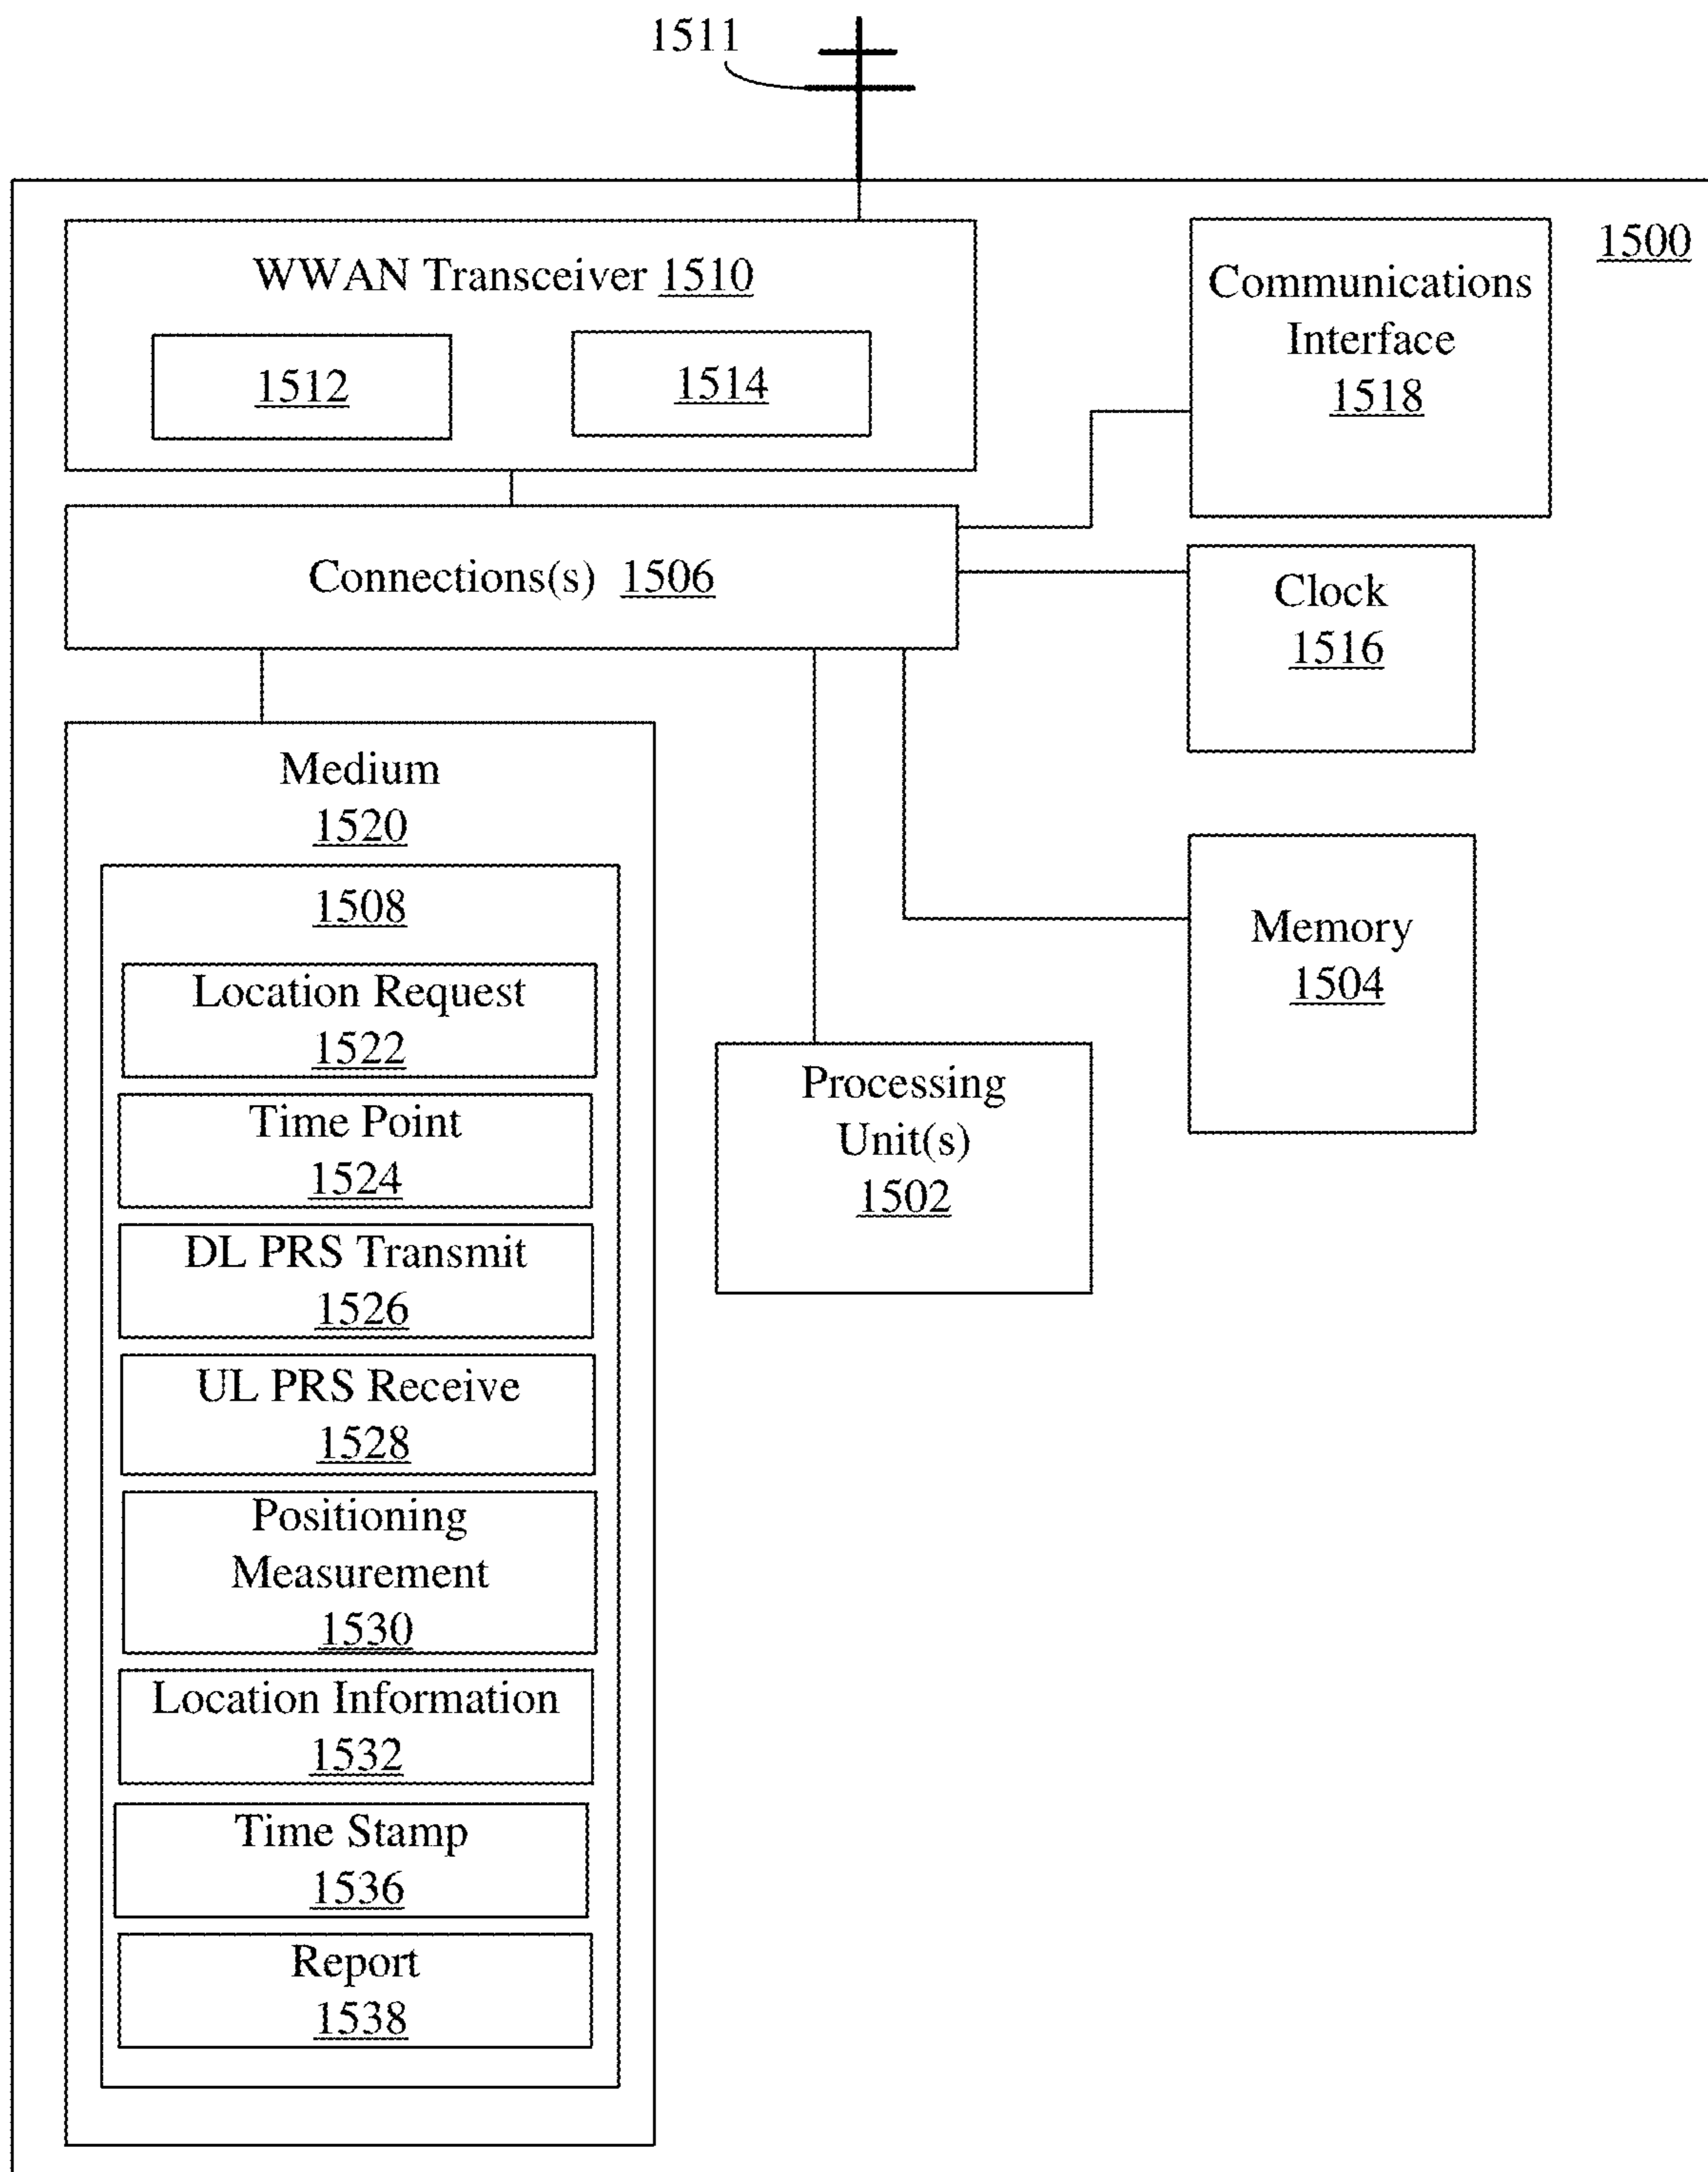 1511
1500
WWAN Transceiver 1510
1512
1514
Communications
Interface
1518
Connections(s) 1506
Clock
1516
Medium
1520
1508
Location Request
1522
Time Point
1524
DL PRS Transmit
1526
UL PRS Receive
1528
Positioning
Measurement
1530
Location Information
1532
Time Stamp
1536
Report
1538
Processing
Unit(s)
1502
Memory
1504